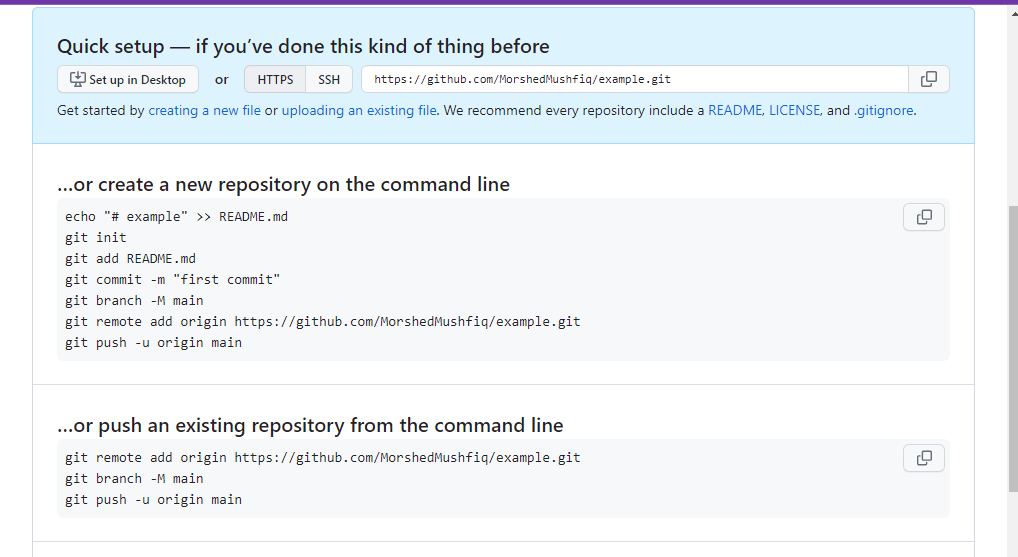 Quick setup — if you've done this kind of thing before
Set up in Desktop or HTTPS SSH https://github.com/MorshedMushfiq/example.git
Get started by creating a new file or uploading an existing file. We recommend every repository include a README, LICENSE, and .gitignore.
…or create a new repository on the command line
echo "# example" >> README.md
git init
git add README.md
git commit -m "first commit"
git branch -M main
git remote add origin https://github.com/MorshedMushfiq/example.git
git push -u origin main
…or push an existing repository from the command line
git remote add origin https://github.com/MorshedMushfiq/example.git
git branch -M main
git push -u origin main